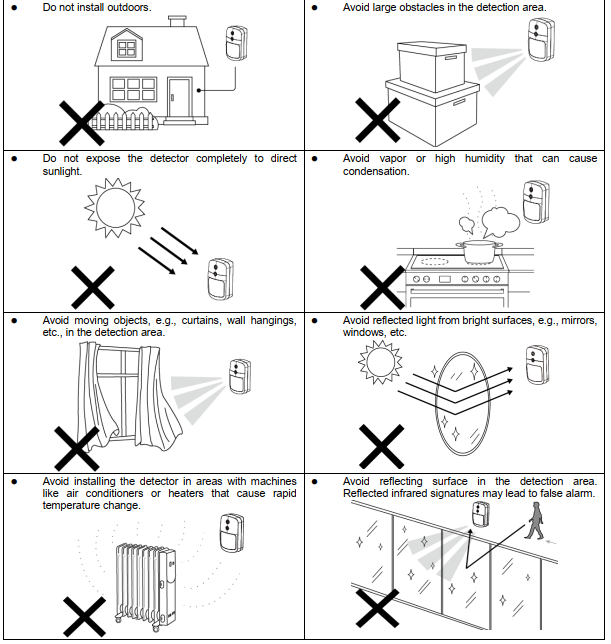 ● Do not install outdoors.
● Avoid large obstacles in the detection area.
● Do not expose the detector completely to direct
sunlight.
● Avoid vapor or high humidity that can cause
condensation.
● Avoid moving objects, e.g., curtains, wall hangings,
etc., in the detection area.
● Avoid reflected light from bright surfaces, e.g., mirrors,
windows, etc.
● Avoid installing the detector in areas with machines
like air conditioners or heaters that cause rapid
temperature change.
● Avoid reflecting surface in the detection area.
Reflected infrared signatures may lead to false alarm.